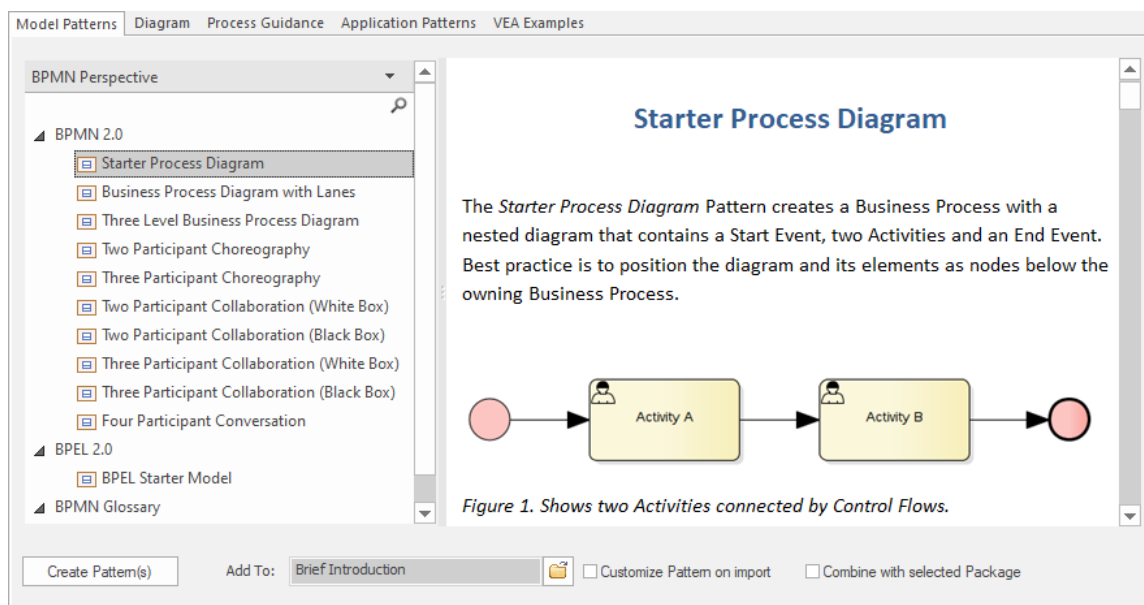 Model Patterns Diagram Process Guidance Application Patterns VEA Examples
BPMN Perspective
BPMN 2.0
Starter Process Diagram
Business Process Diagram with Lanes
Three Level Business Process Diagram
Two Participant Choreography
Three Participant Choreography
Two Participant Collaboration (White Box)
Two Participant Collaboration (Black Box)
Three Participant Collaboration (White Box)
Three Participant Collaboration (Black Box)
Four Participant Conversation
BPEL 2.0
BPEL Starter Model
BPMN Glossary
Starter Process Diagram
The Starter Process Diagram Pattern creates a Business Process with a
nested diagram that contains a Start Event, two Activities and an End Event.
Best practice is to position the diagram and its elements as nodes below the
owning Business Process.
Activity A
Activity B
Figure 1. Shows two Activities connected by Control Flows.
Create Pattern(s) Add To: Brief Introduction Customize Pattern on import Combine with selected Package